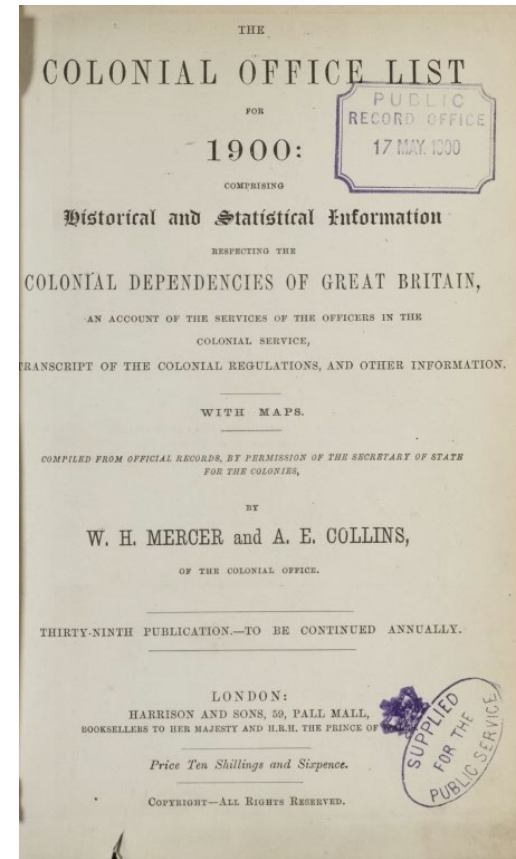 THE
COLONIAL OFFICE LIST
FOR
1900:
COMPRISING
Historical and Statistical Information
RESPECTING THE
COLONIAL DEPENDENCIES OF GREAT BRITAIN,
AN ACCOUNT OF THE SERVICES OF THE OFFICERS IN THE
COLONIAL SERVICE,
TRANSCRIPT OF THE COLONIAL REGULATIONS, AND OTHER INFORMATION.
WITH MAPS.
COMPILED FROM OFFICIAL RECORDS, BY PERMISSION OF THE SECRETARY OF STATE
FOR THE COLONIES,
BY
W. H. MERCER and A. E. COLLINS,
OF THE COLONIAL OFFICE.
THIRTY-NINTH PUBLICATION.—TO BE CONTINUED ANNUALLY.
LONDON:
HARRISON AND SONS, 59, PALL MALL,
BOOKSELLERS TO HER MAJESTY AND H.R.H. THE PRINCE OF
Price Ten Shillings and Sixpence.
COPYRIGHT—ALL RIGHTS RESERVED.
PUBLIC
RECORD OFFICE
17 MAY. 1900
SUPPLIED
FOR THE
PUBLIC SERVICE